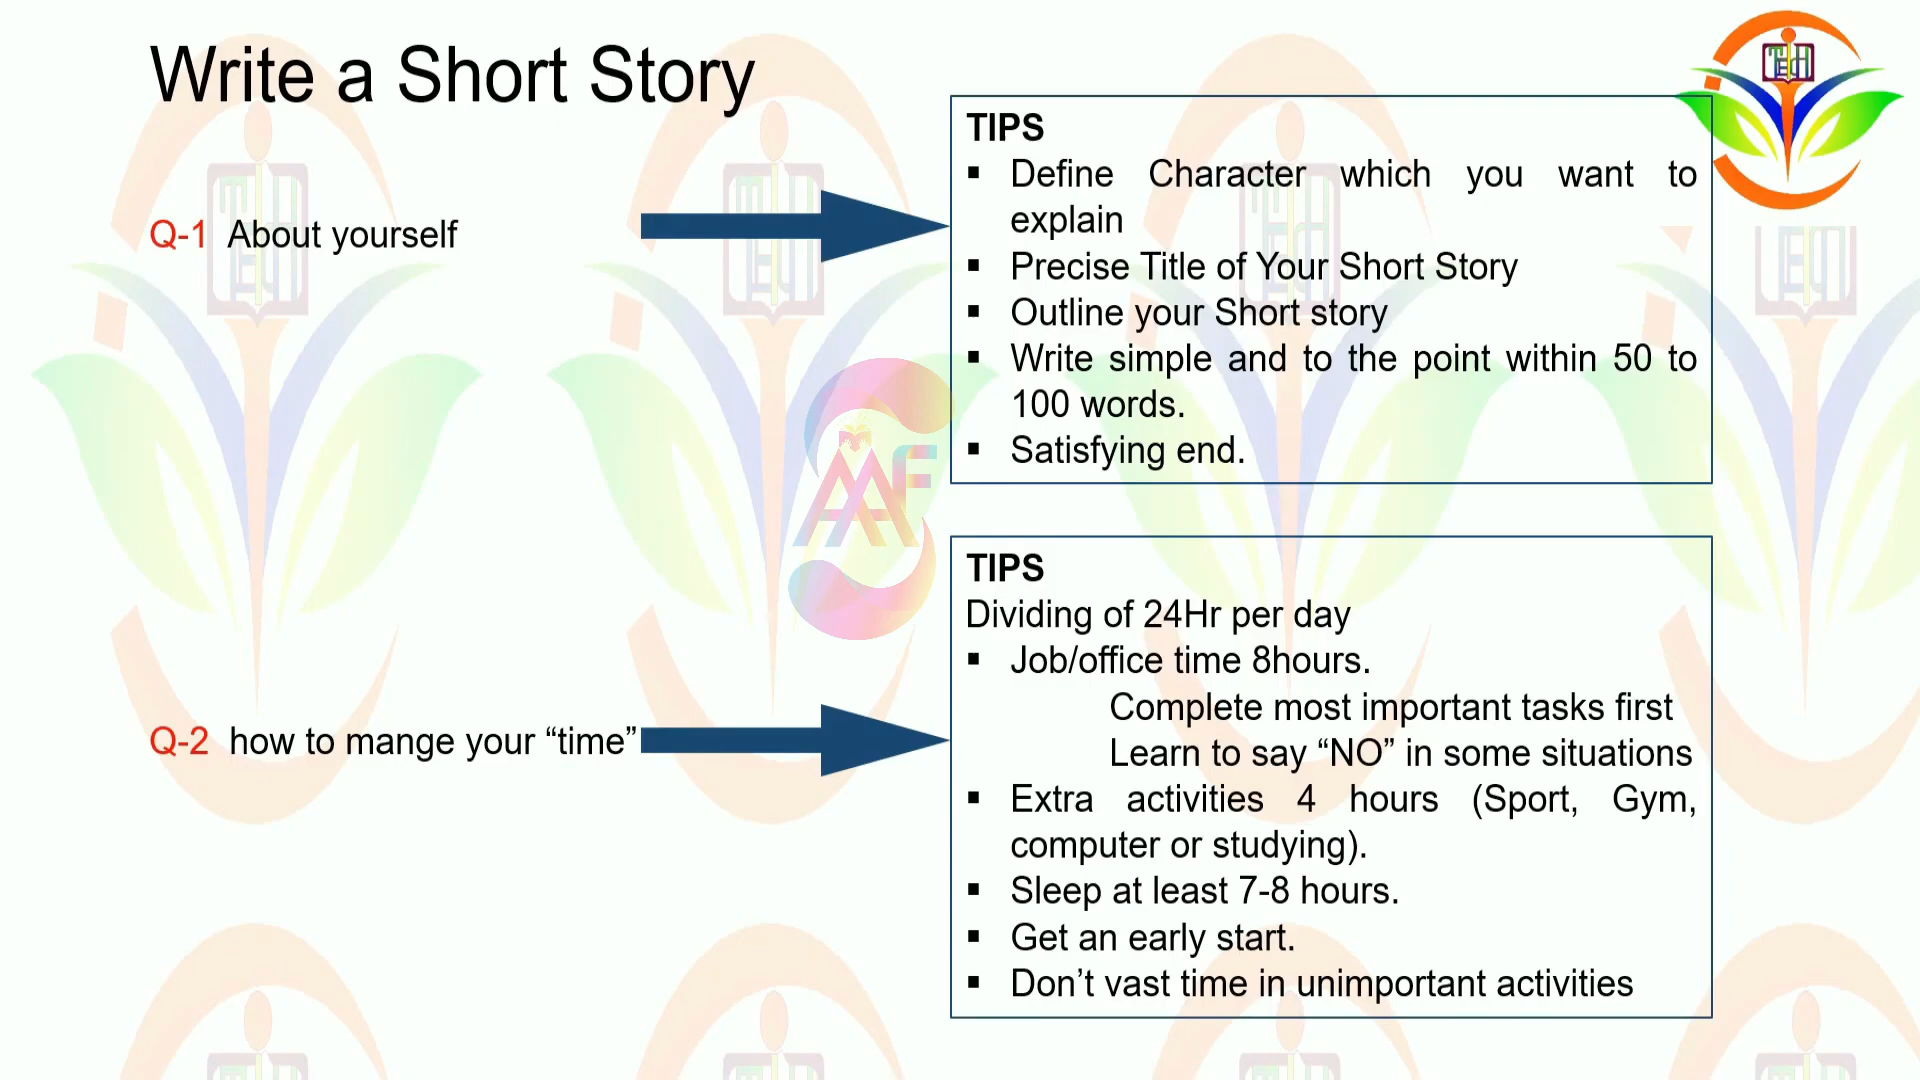 Write a Short Story
Q-1 About yourself
TIPS
▪ Define Character which you want to
explain
▪ Precise Title of Your Short Story
▪ Outline your Short story
▪ Write simple and to the point within 50 to
100 words.
▪ Satisfying end.
Q-2 how to mange your “time”
TIPS
Dividing of 24Hr per day
▪ Job/office time 8hours.
Complete most important tasks first
Learn to say “NO” in some situations
▪ Extra activities 4 hours (Sport, Gym,
computer or studying).
▪ Sleep at least 7-8 hours.
▪ Get an early start.
▪ Don’t vast time in unimportant activities